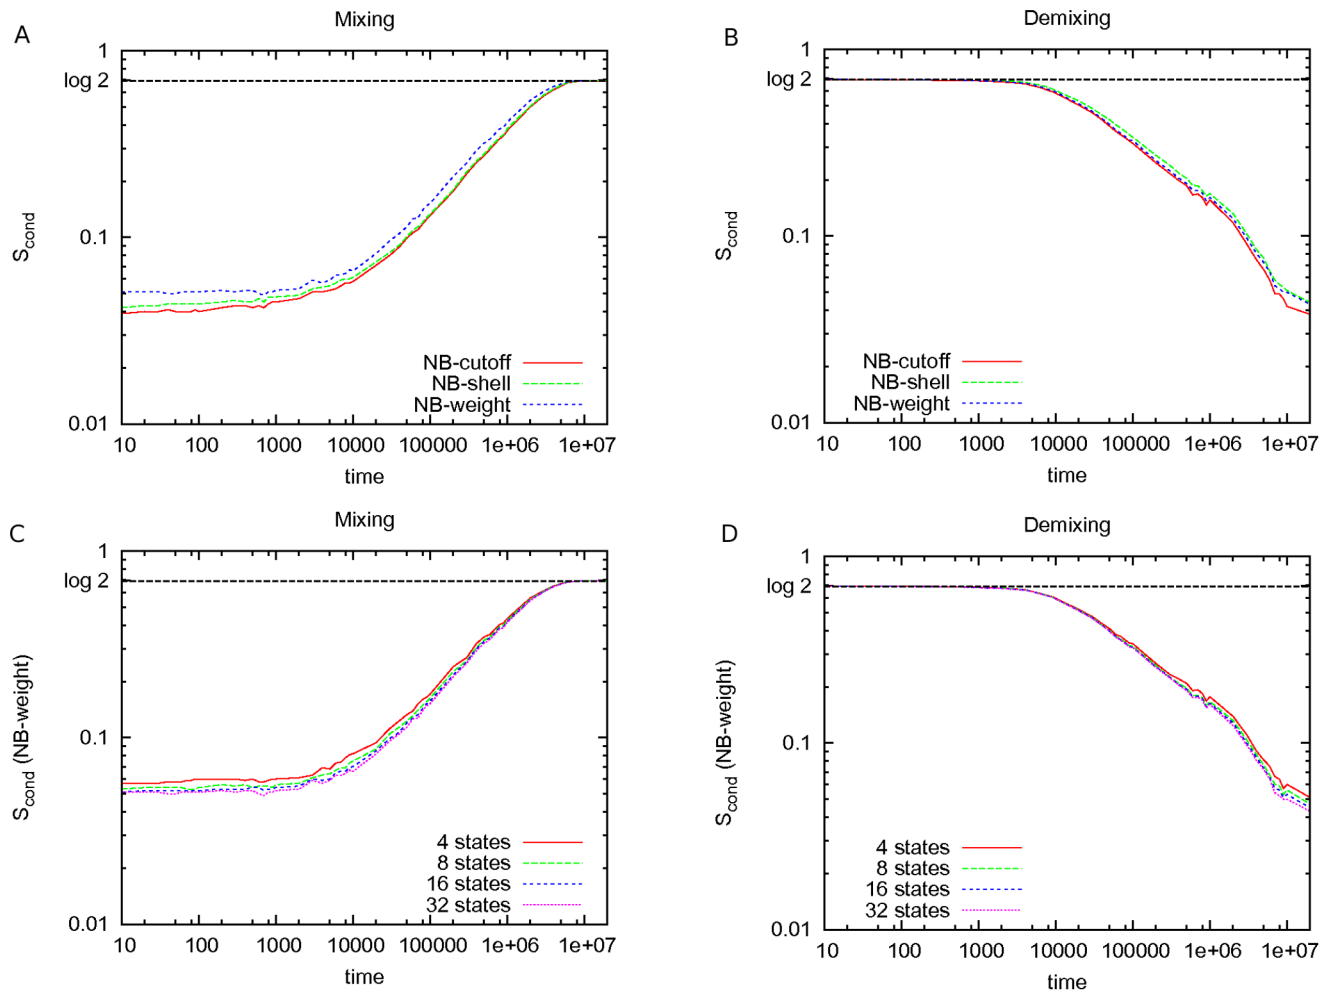 A
Mixing
1
log 2
0.1
0.01
S_cond
NB-cutoff
NB-shell
NB-weight
10 100 1000 10000 100000 1e+06 1e+07
time
B
Demixing
1
log 2
0.1
0.01
S_cond
NB-cutoff
NB-shell
NB-weight
10 100 1000 10000 100000 1e+06 1e+07
time
C
Mixing
1
log 2
0.1
0.01
S_cond (NB-weight)
4 states
8 states
16 states
32 states
10 100 1000 10000 100000 1e+06 1e+07
time
D
Demixing
1
log 2
0.1
0.01
S_cond (NB-weight)
4 states
8 states
16 states
32 states
10 100 1000 10000 100000 1e+06 1e+07
time